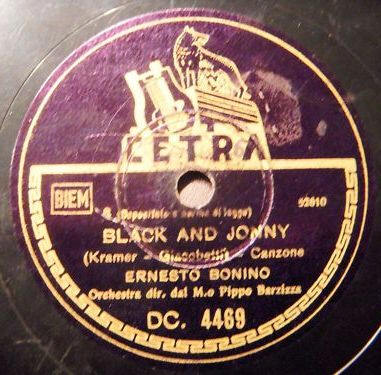 CETRA
BIEM
52610
(Depositato a norma di legge)
BLACK AND JONNY
(Kramer - Giacobetti) - Canzone
ERNESTO BONINO
Orchestra dir. dal M.o Pippo Barzizza
DC. 4469